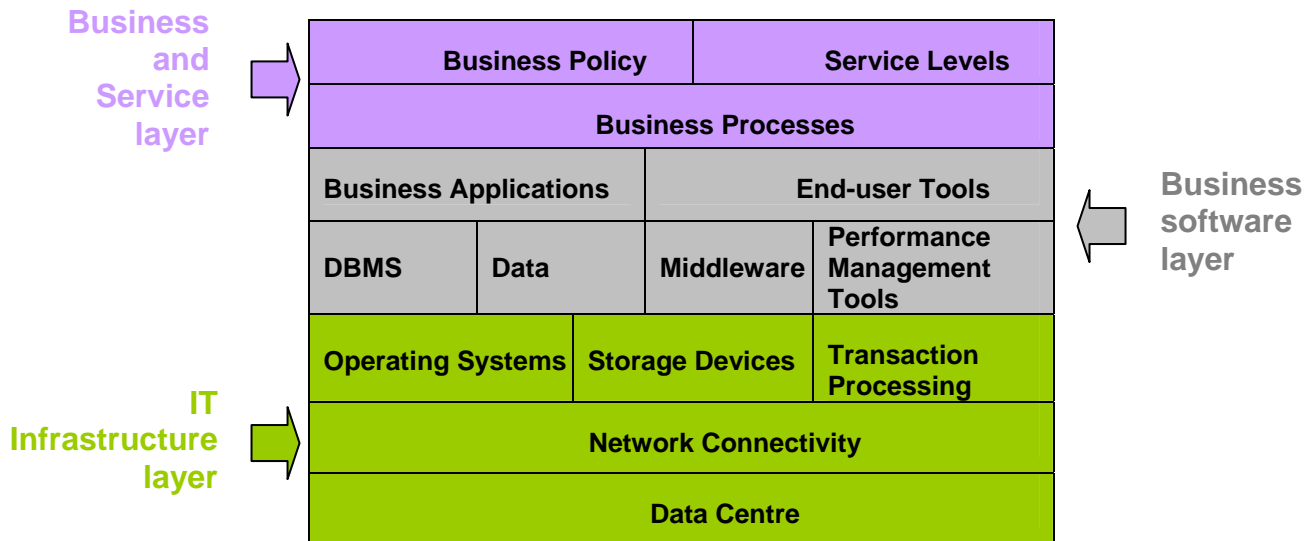 Business
and
Service
layer
Business Policy
Service Levels
Business Processes
Business Applications
End-user Tools
Business
software
layer
DBMS
Data
Middleware
Performance
Management
Tools
Operating Systems
Storage Devices
Transaction
Processing
IT
Infrastructure
layer
Network Connectivity
Data Centre